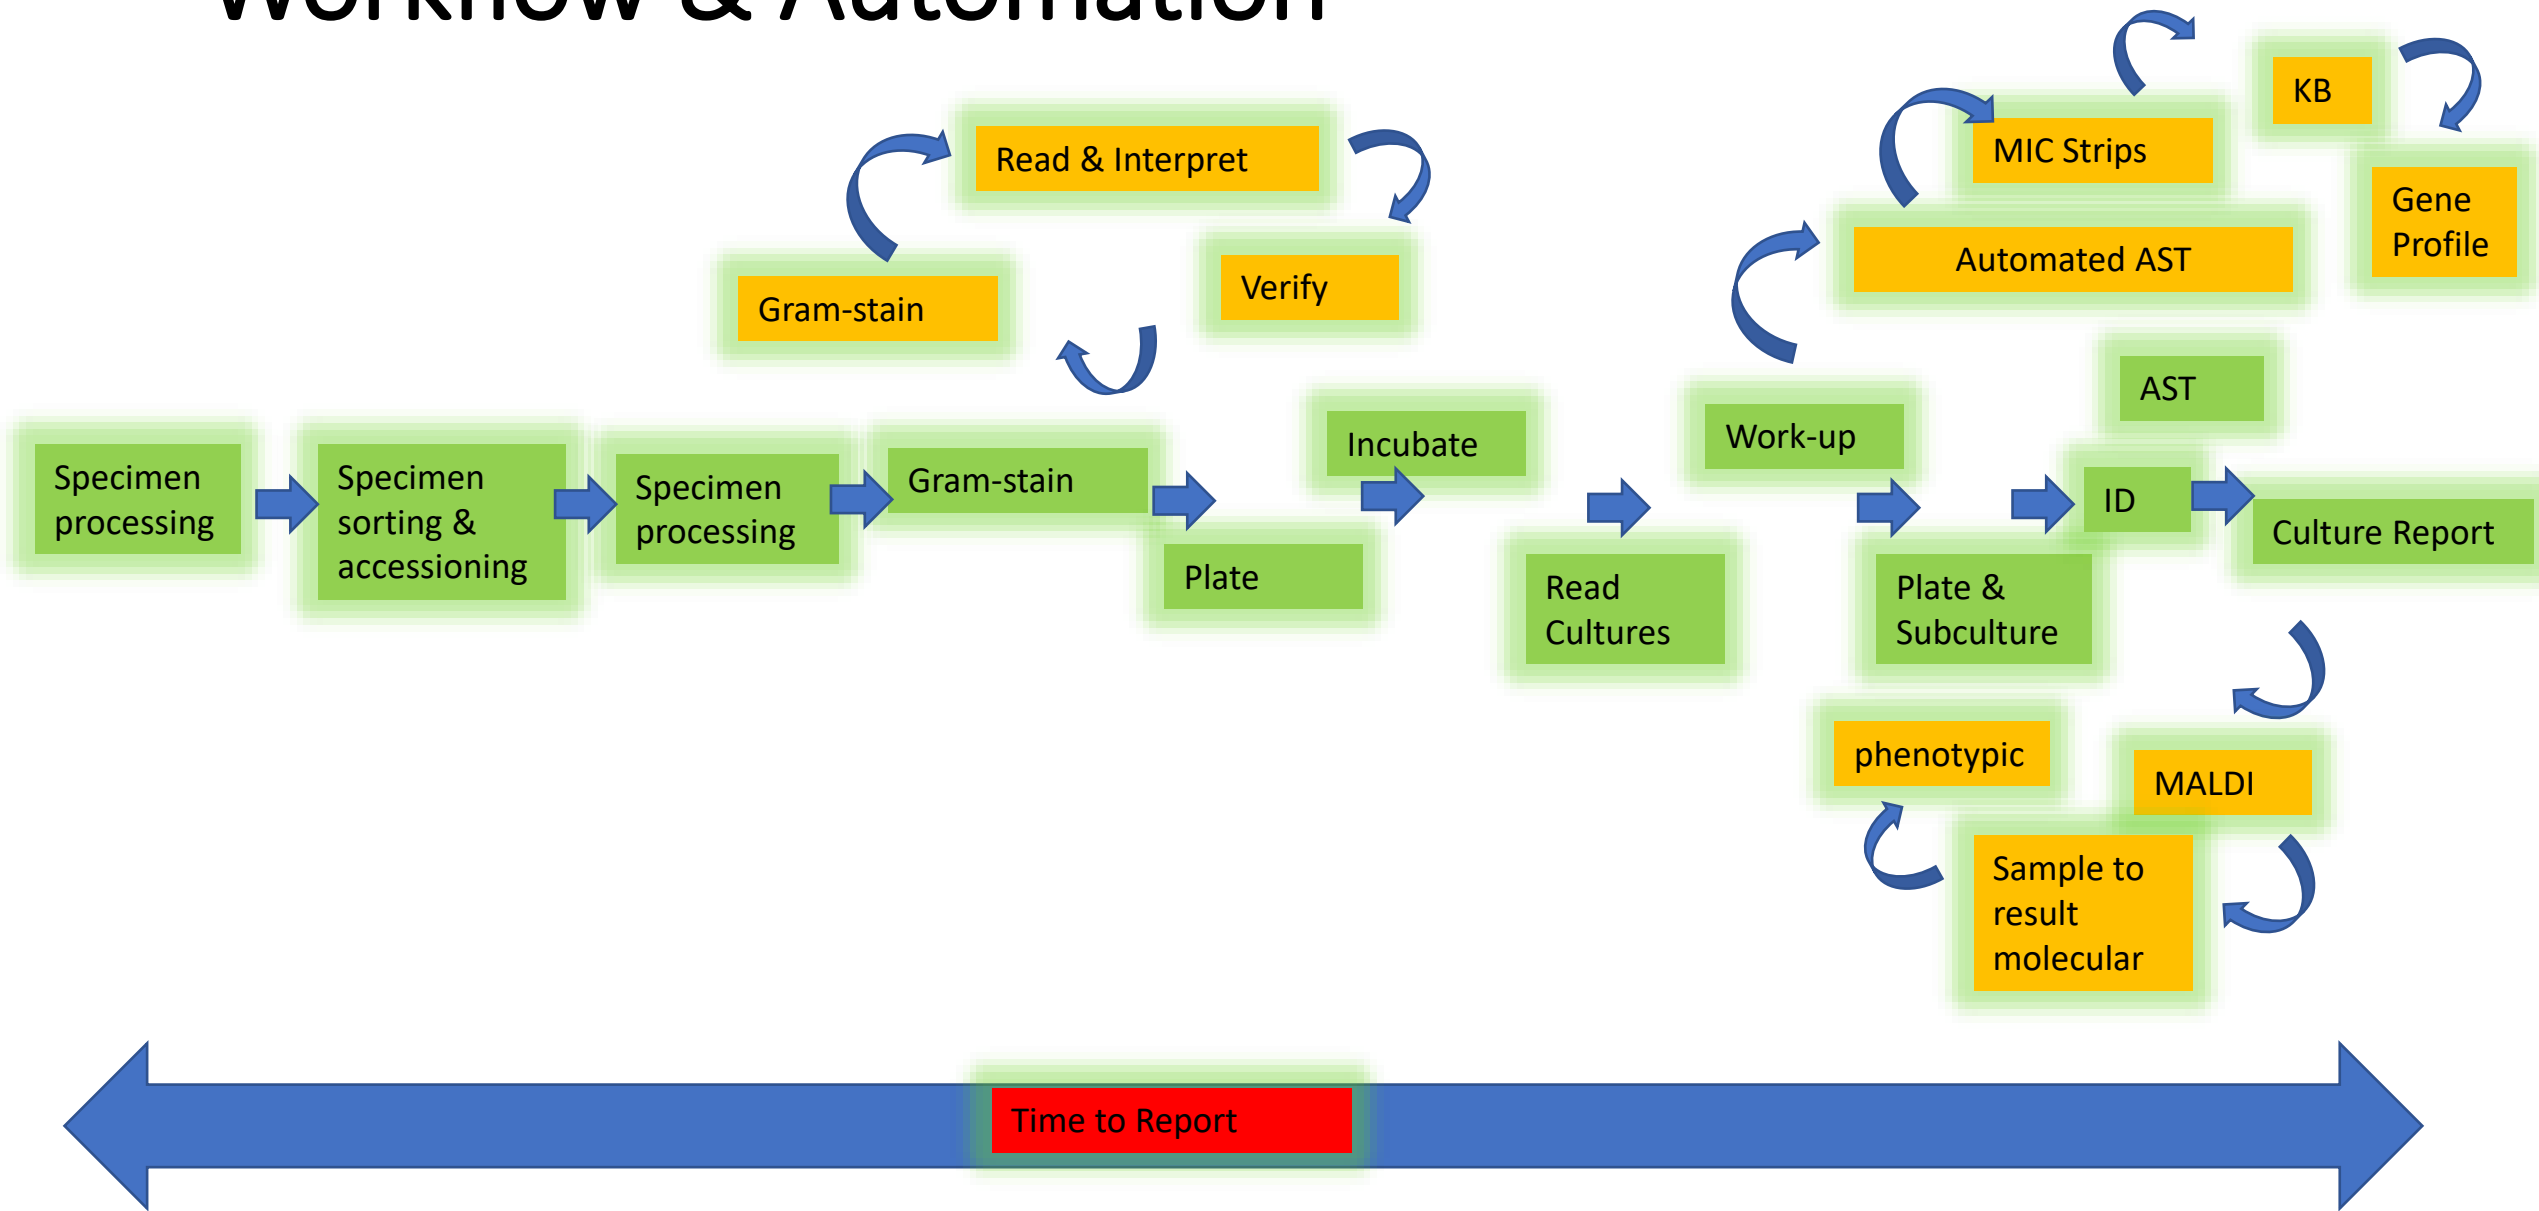 Workflow & Automation
KB
MIC Strips
Read & Interpret
Gene
Profile
Automated AST
Verify
Gram-stain
AST
Incubate
Work-up
Specimen
processing
Specimen
sorting &
accessioning
Specimen
processing
Gram-stain
Plate
Read
Cultures
Plate &
Subculture
ID
Culture Report
phenotypic
MALDI
Sample to
result
molecular
Time to Report